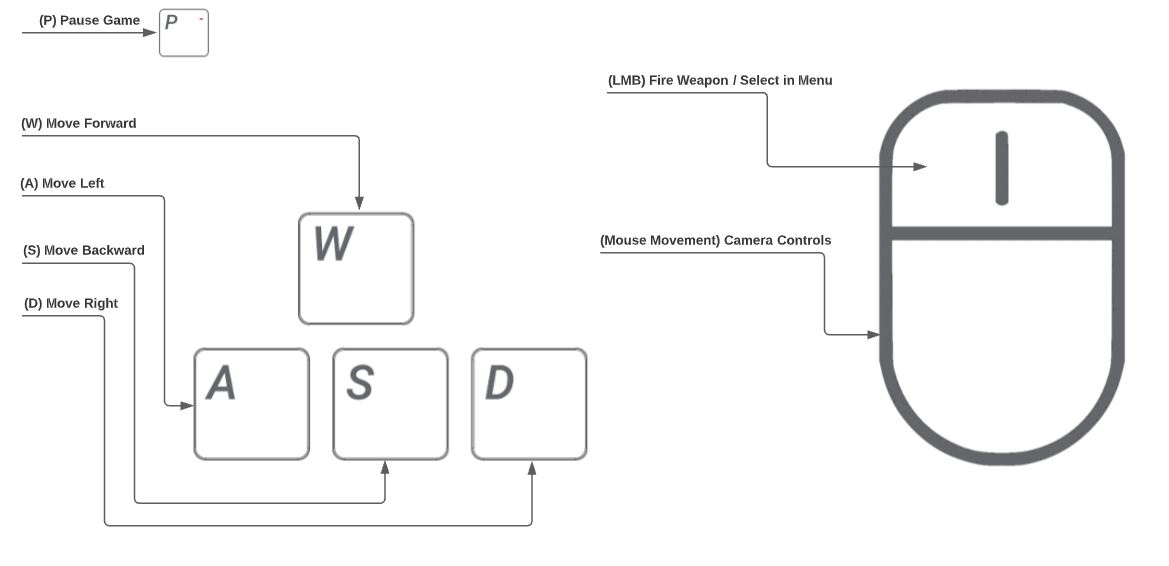 (P) Pause Game
P
(W) Move Forward
(A) Move Left
(S) Move Backward
(D) Move Right
W
A
S
D
(LMB) Fire Weapon / Select in Menu
(Mouse Movement) Camera Controls